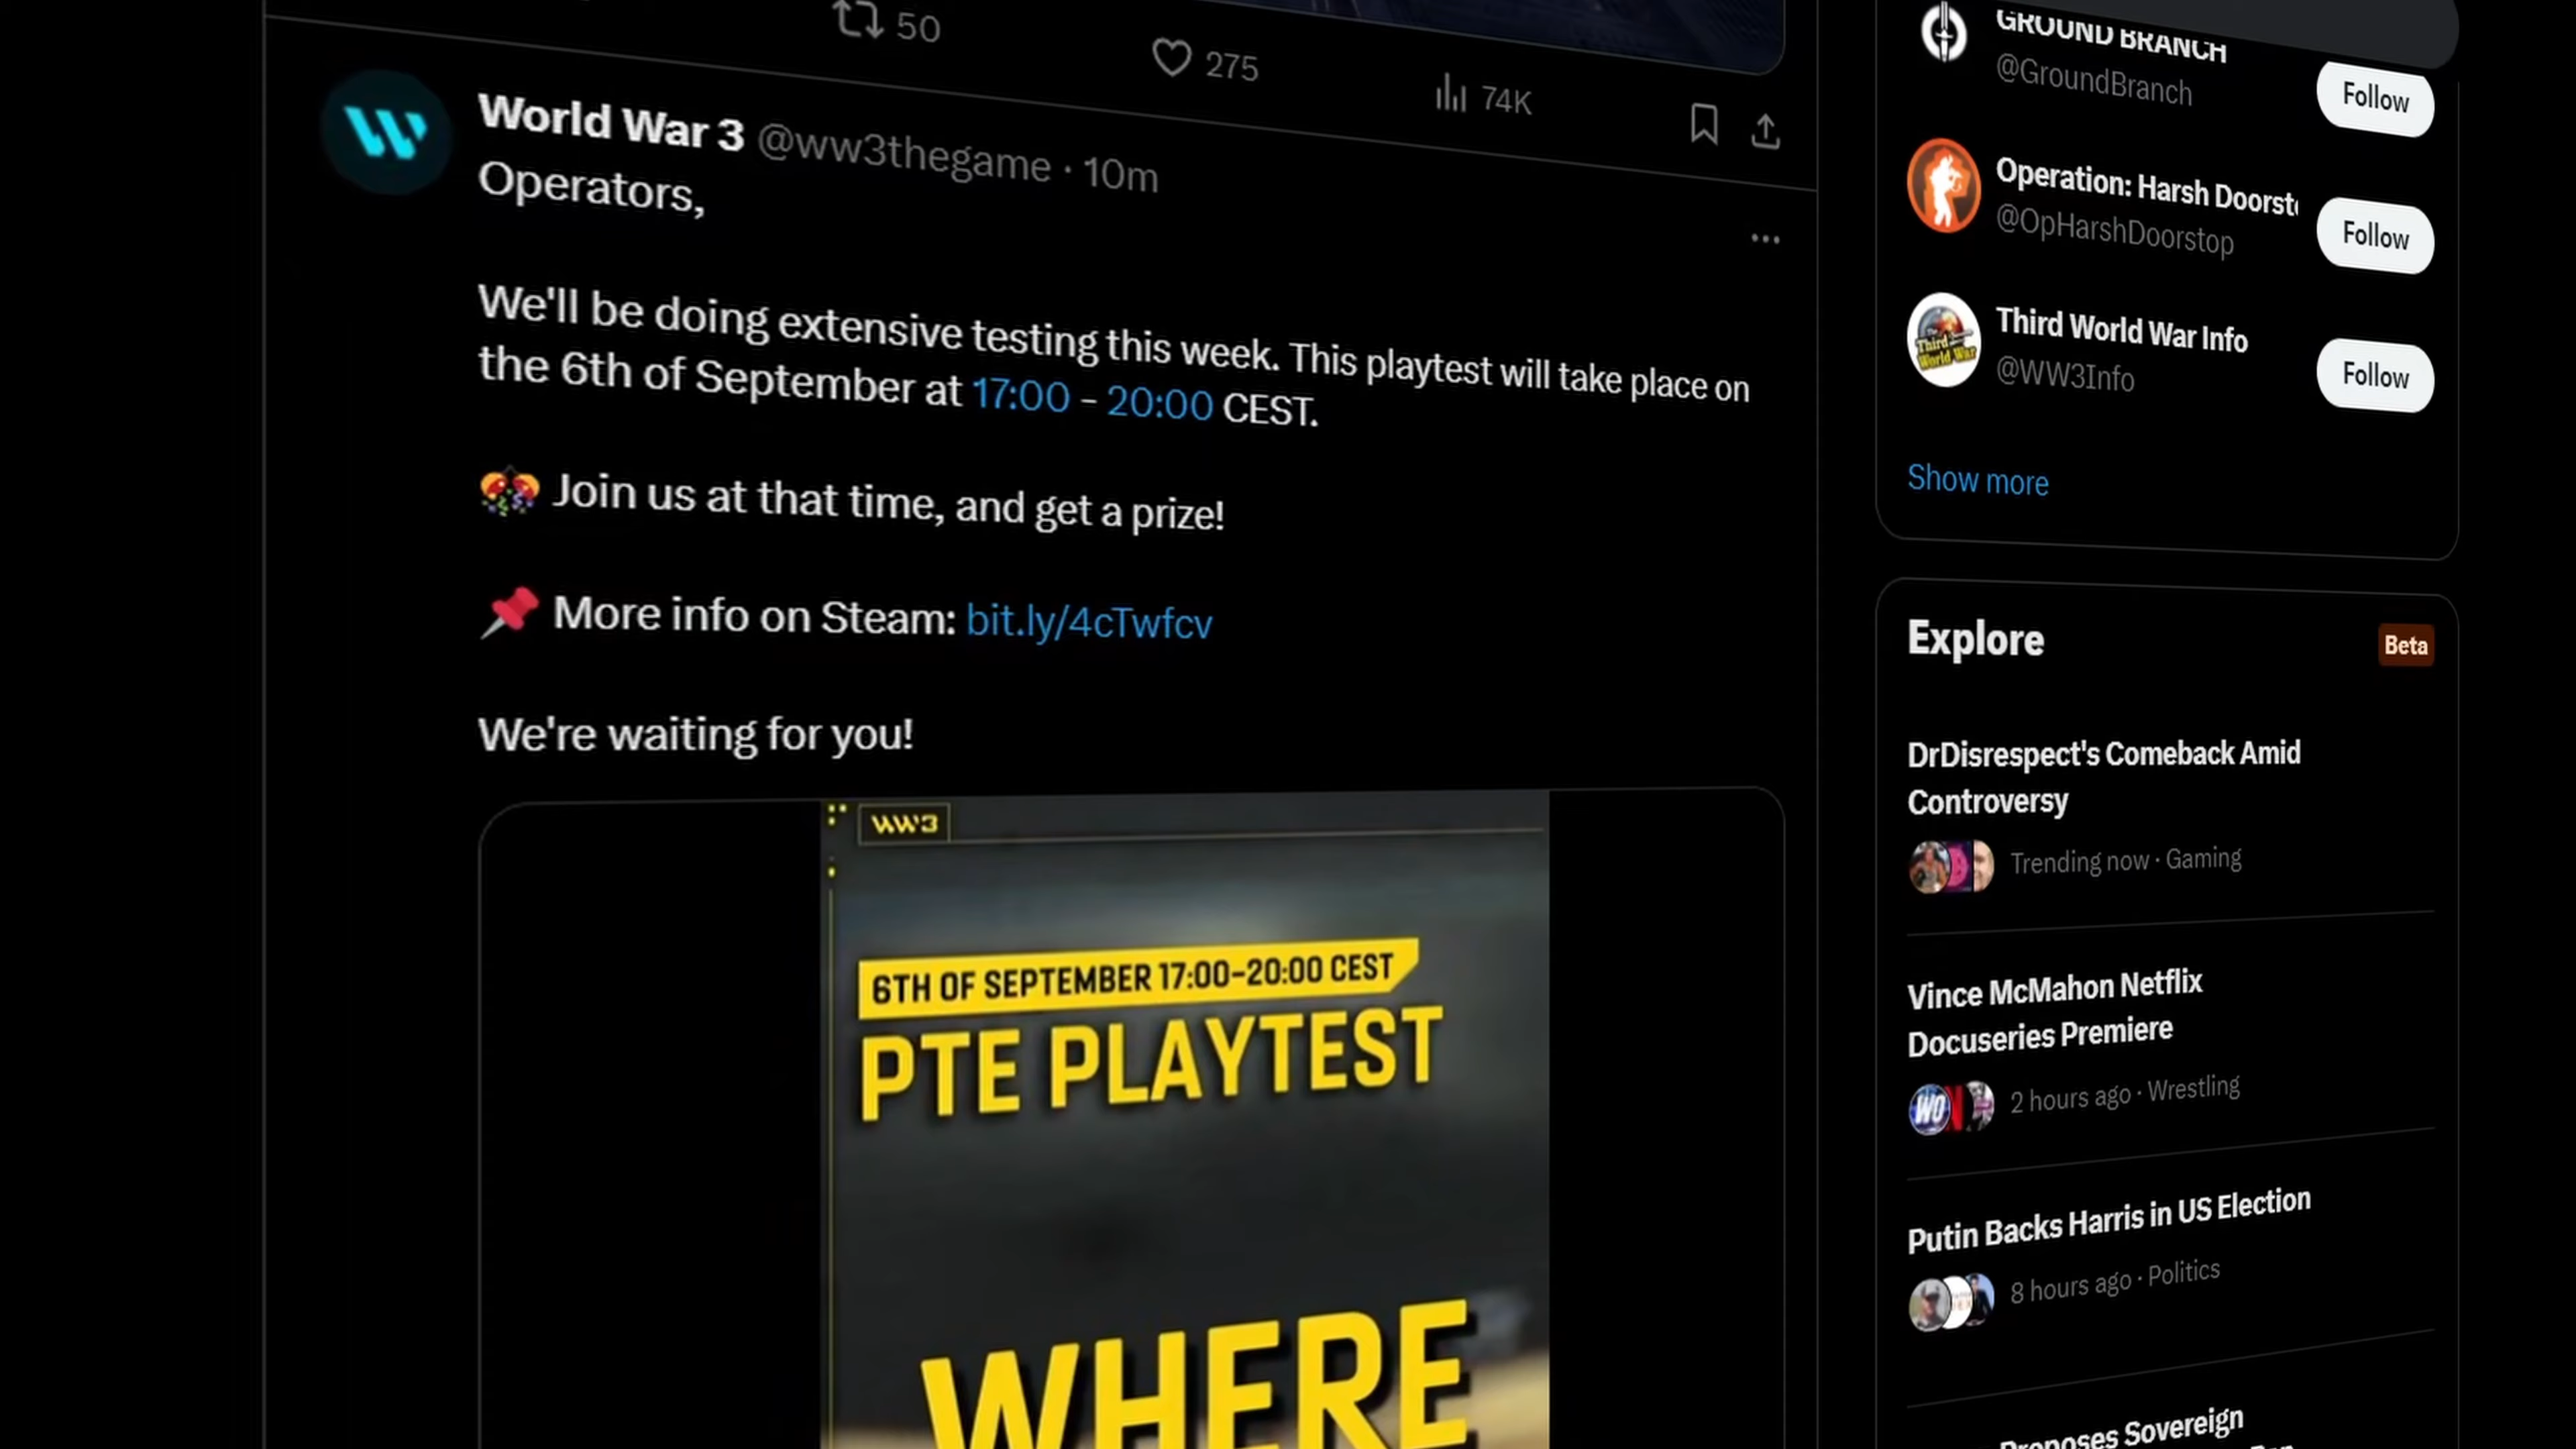 50
275
74K
World War 3 @ww3thegame · 10m
Operators,
We'll be doing extensive testing this week. This playtest will take place on
the 6th of September at 17:00 - 20:00 CEST.
Join us at that time, and get a prize!
More info on Steam: bit.ly/4cTwfcv
We're waiting for you!
WW3
6TH OF SEPTEMBER 17:00-20:00 CEST
PTE PLAYTEST
WHERE
GROUND BRANCH
@GroundBranch
Follow
Operation: Harsh Doorst
@OpHarshDoorstop
Follow
Third World War Info
@WW3Info
Follow
Show more
Explore
Beta
DrDisrespect's Comeback Amid
Controversy
Trending now · Gaming
Vince McMahon Netflix
Docuseries Premiere
2 hours ago · Wrestling
Putin Backs Harris in US Election
8 hours ago · Politics
Proposes Sovereign